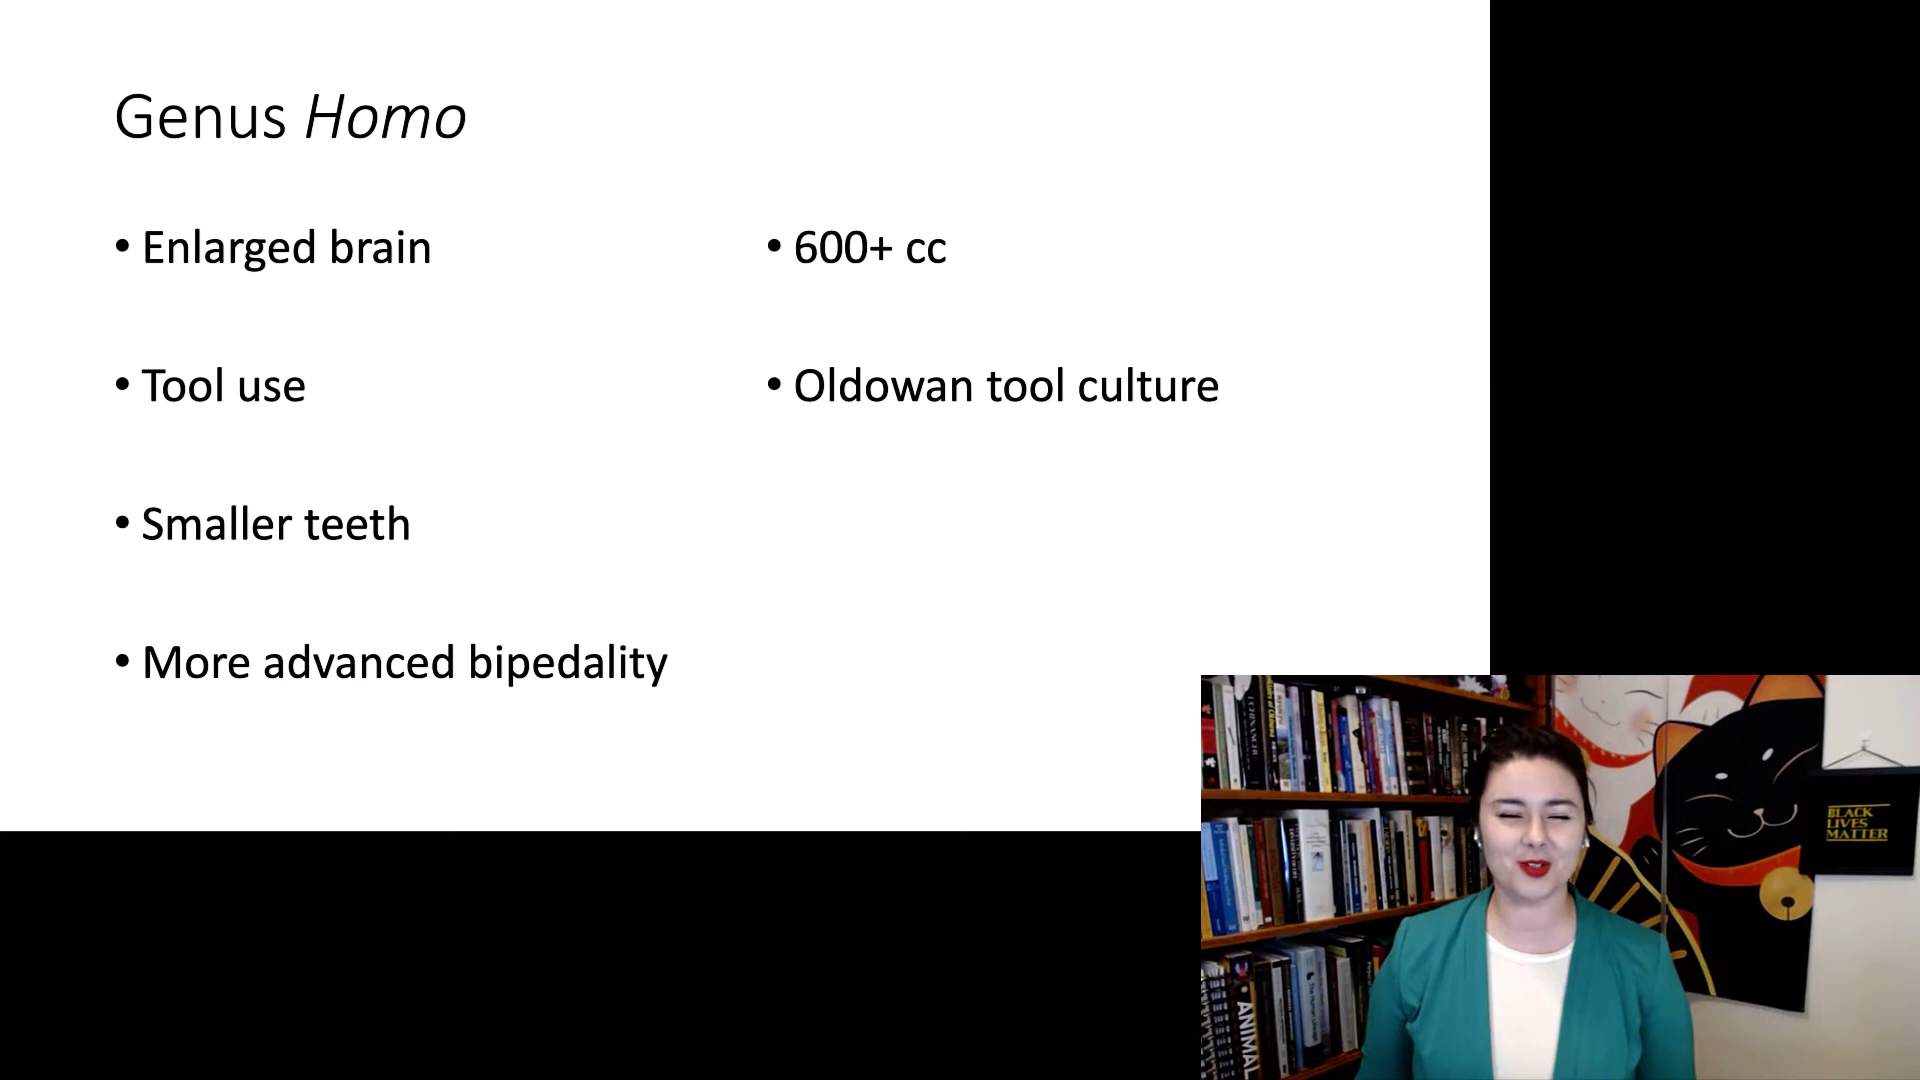 Genus Homo
• Enlarged brain
• 600+ cc
• Tool use
• Oldowan tool culture
• Smaller teeth
• More advanced bipedality
BLACK
LIVES
MATTER
ANIMAL